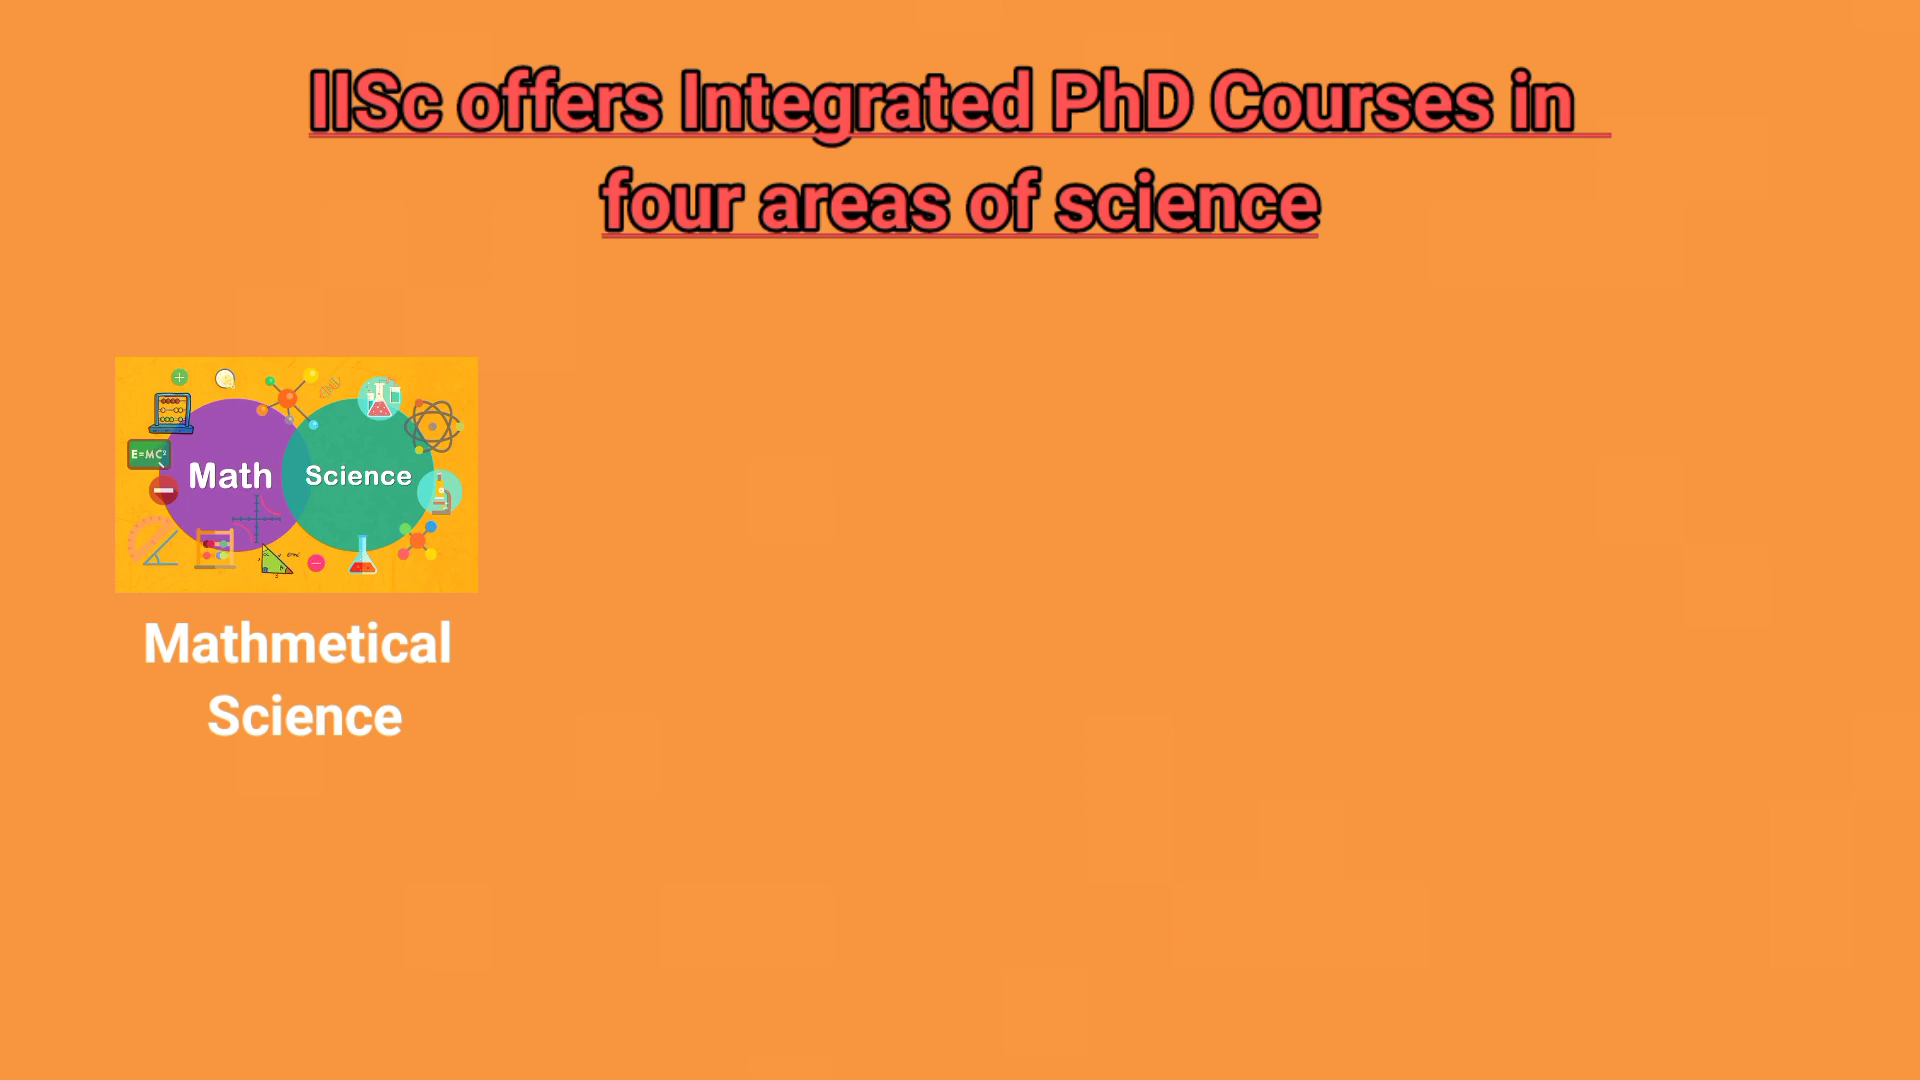 IISc offers Integrated PhD Courses in
four areas of science
E=MC²
Math Science
Mathmetical
Science